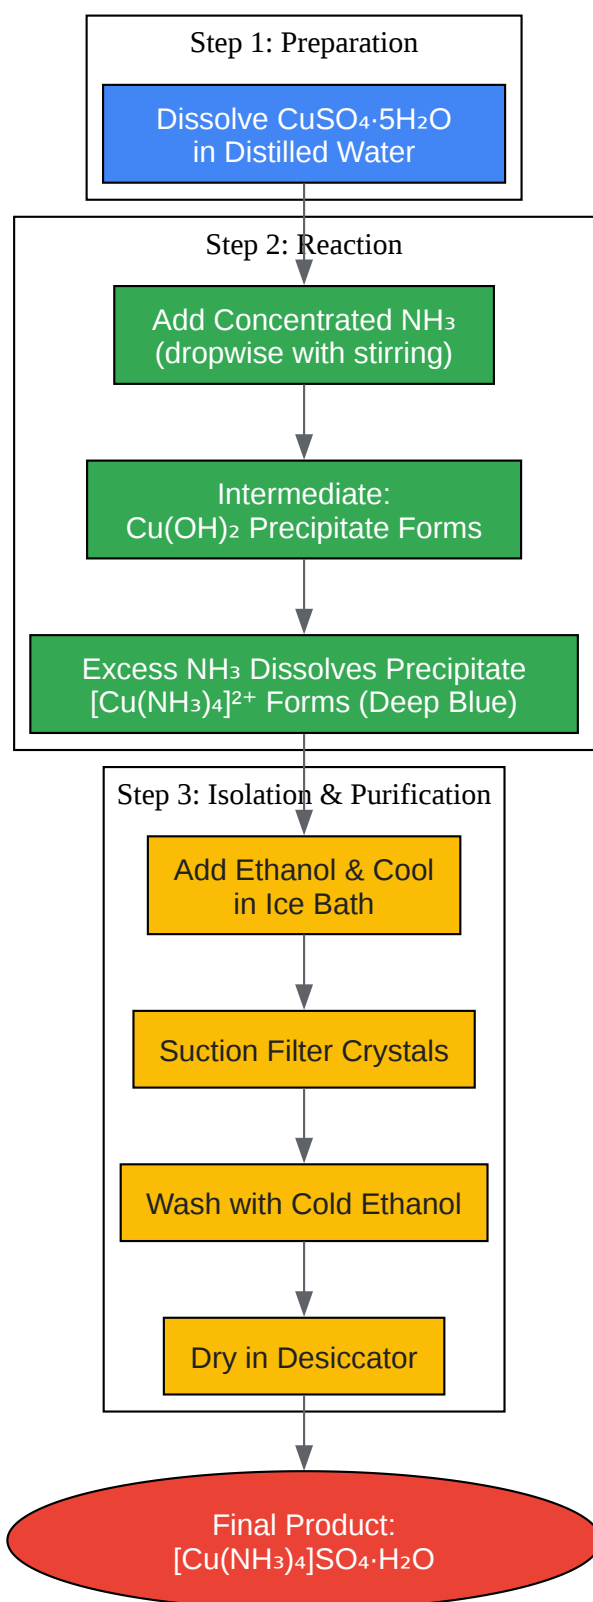 Step 1: Preparation
Dissolve CuSO₄·5H₂O
in Distilled Water
Step 2: Reaction
Add Concentrated NH₃
(dropwise with stirring)
Intermediate:
Cu(OH)₂ Precipitate Forms
Excess NH₃ Dissolves Precipitate
[Cu(NH₃)₄]²⁺ Forms (Deep Blue)
Step 3: Isolation & Purification
Add Ethanol & Cool
in Ice Bath
Suction Filter Crystals
Wash with Cold Ethanol
Dry in Desiccator
Final Product:
[Cu(NH₃)₄]SO₄·H₂O